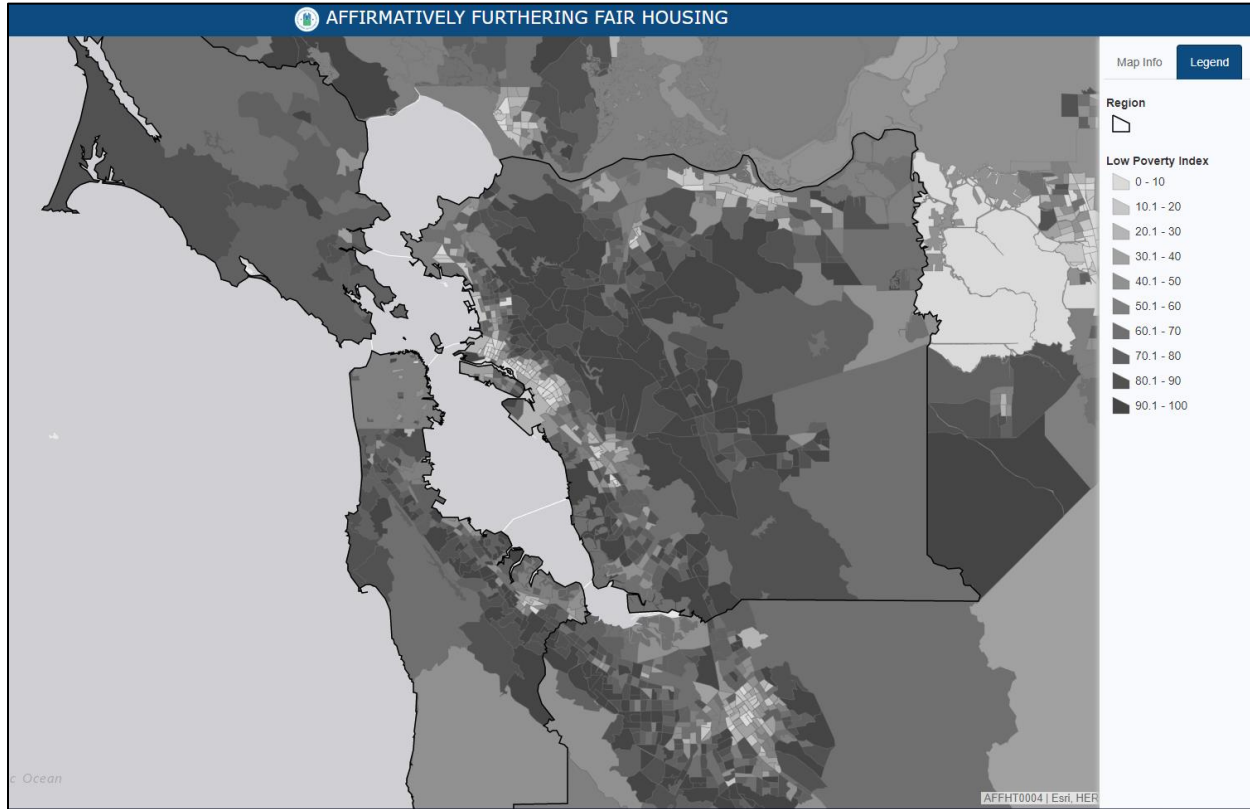 AFFIRMATIVELY FURTHERING FAIR HOUSING
Map Info
Legend
Region
Low Poverty Index
0 - 10
10.1 - 20
20.1 - 30
30.1 - 40
40.1 - 50
50.1 - 60
60.1 - 70
70.1 - 80
80.1 - 90
90.1 - 100
c Ocean
AFFHT0004 | Esri, HER